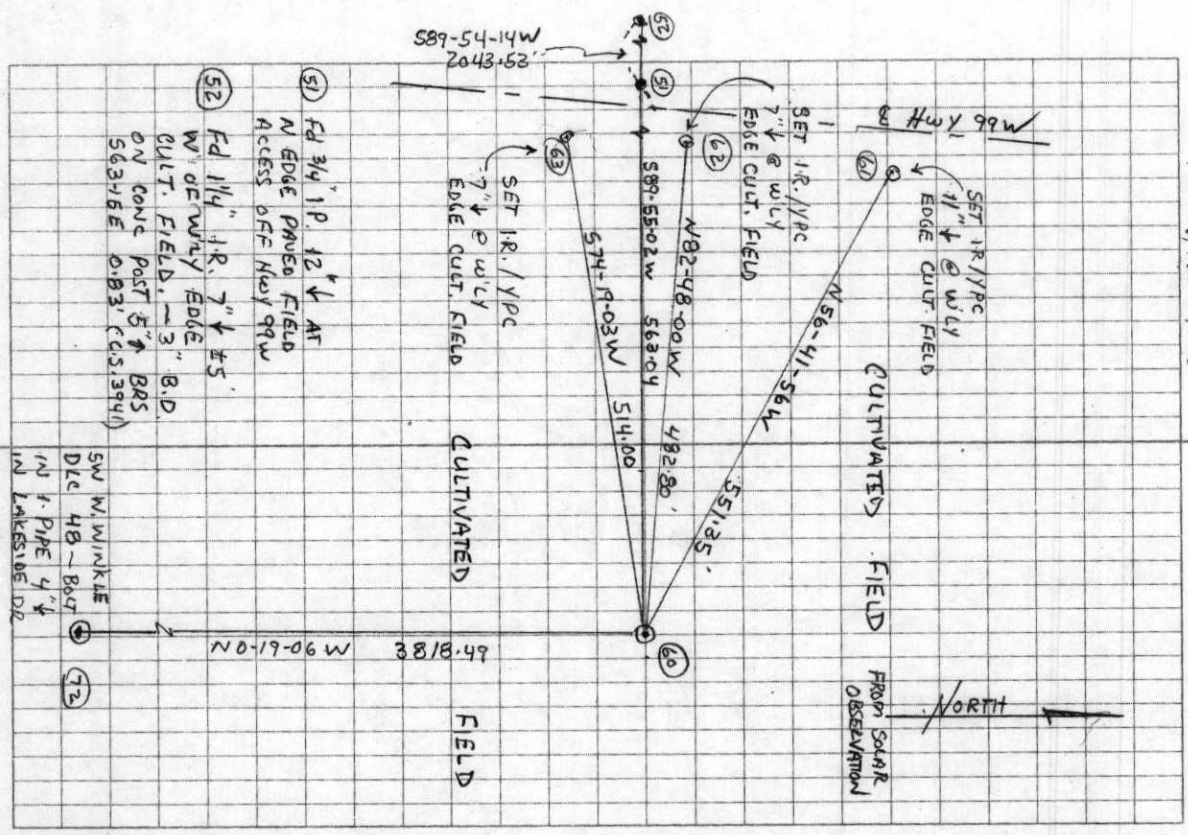 S89-54-14W
2043.53'
52
51
HWY 99W
61
SET IR/YPC
11"↓ @ W'LY
EDGE CULT. FIELD
SET I.R./YPC
7"↓ @ W'LY
EDGE CULT. FIELD
62
63
SET I.R./YPC
7"↓ @ W'LY
EDGE CULT. FIELD
51 Fd 3/4" I.P. 12"↓ AT
N EDGE PAVED FIELD
ACCESS OFF HWY 99W
52 Fd 1 1/4" I.R. 7"↓ ±5'
W'OF W'LY EDGE
CULT. FIELD. ~ 3" B.D
ON CONC POST 5"↑ BRS
S63-16E 0.83' (C.S. 3941)
N56-41-56W 551.85'
N82-48-00W 482.80'
S89-55-02W 563.04
S74-19-03W 514.00
CULTIVATED FIELD
CULTIVATED FIELD
60
N0-19-06W 3818.49
72
SW W. WINKLE
DLC 48 - BOLT
IN I. PIPE 4"↓
IN LAKESIDE DR
NORTH
FROM SOLAR
OBSERVATION